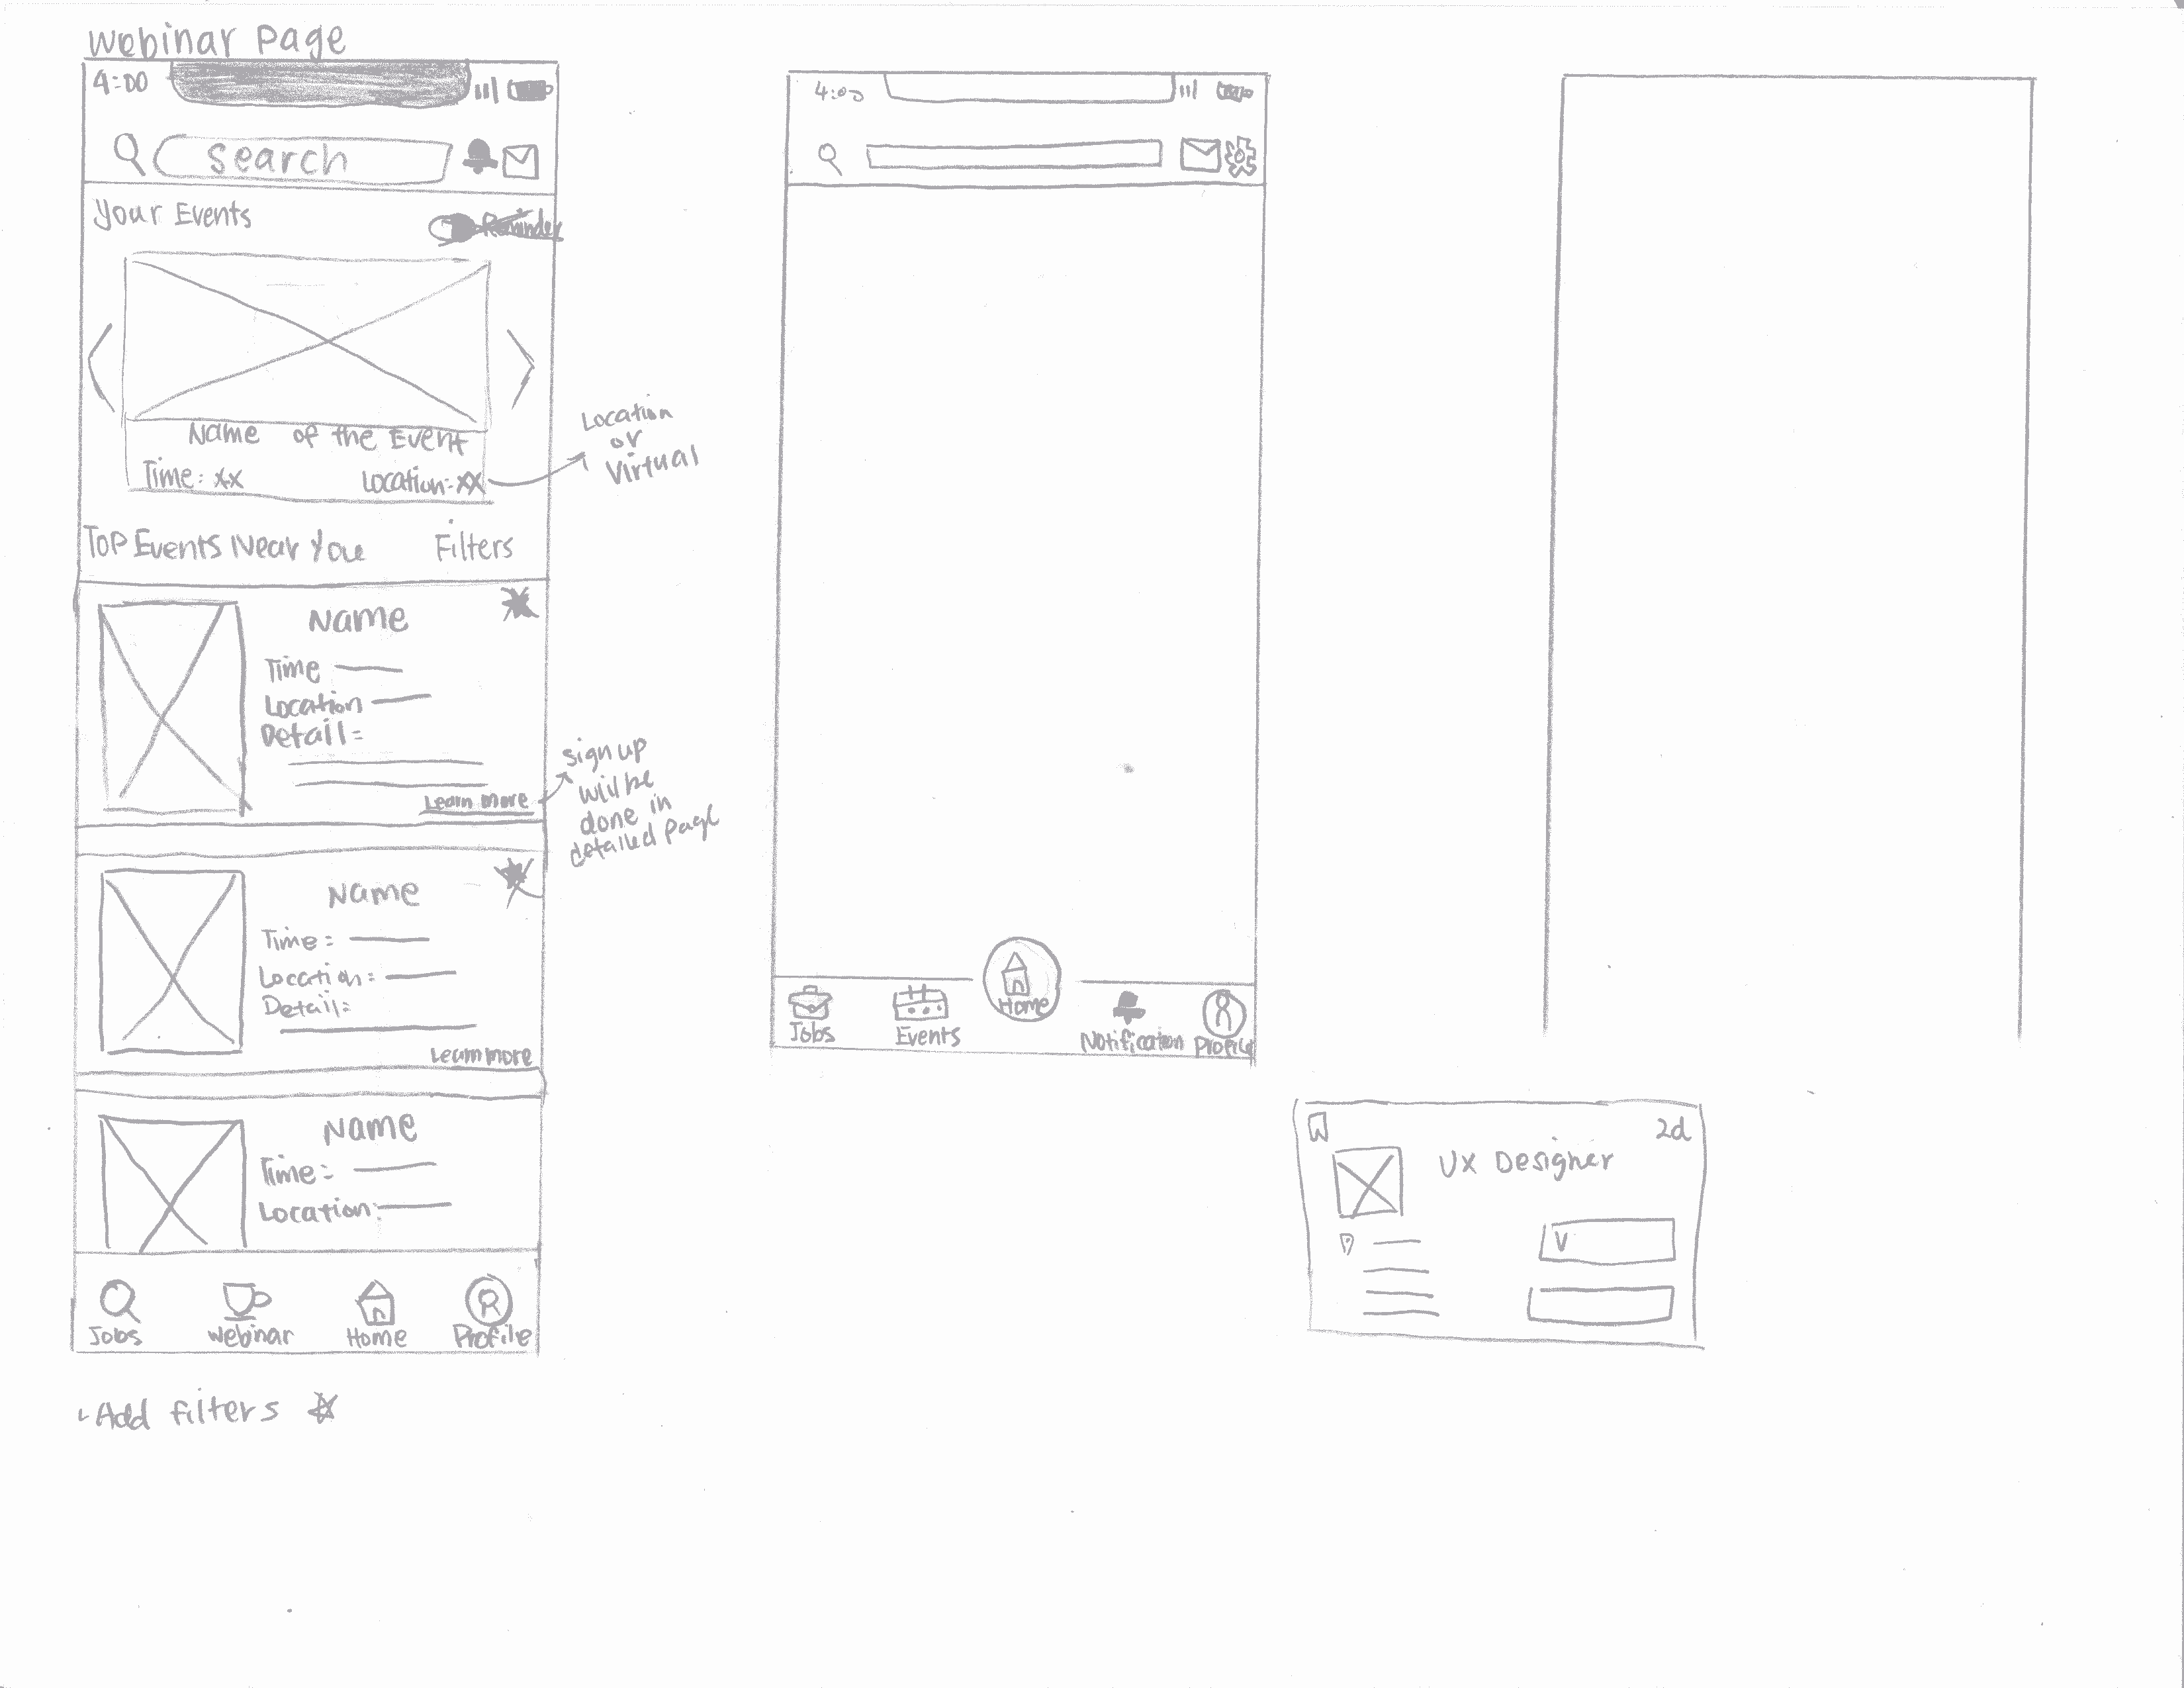 Webinar Page
4:00
Search
Your Events
Reminder
Name of the Event
Time: xx Location: xx
Location
or
Virtual
Top Events Near You Filters
Name
Time
Location
Detail:
Learn more
sign up
will be
done in
detailed page
Name
Time:
Location:
Detail:
Learn more
Name
Time:
Location:
Jobs Webinar Home Profile
Add filters
4:00
Jobs Events Home Notification Profile
2d
UX Designer
V